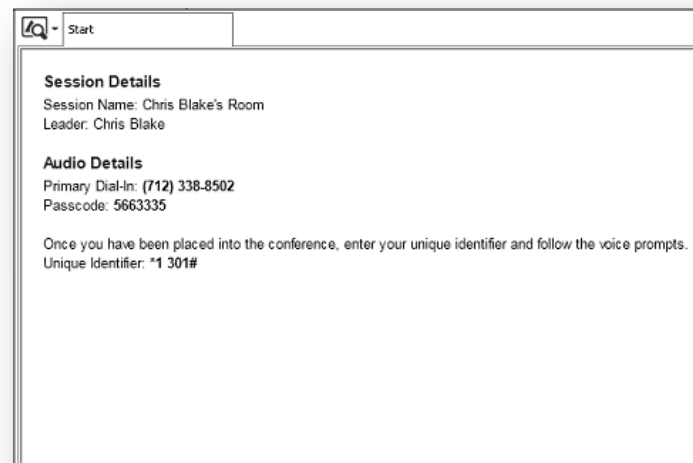 Start
Session Details
Session Name: Chris Blake's Room
Leader: Chris Blake
Audio Details
Primary Dial-In: (712) 338-8502
Passcode: 5663335
Once you have been placed into the conference, enter your unique identifier and follow the voice prompts.
Unique Identifier: *1 301#